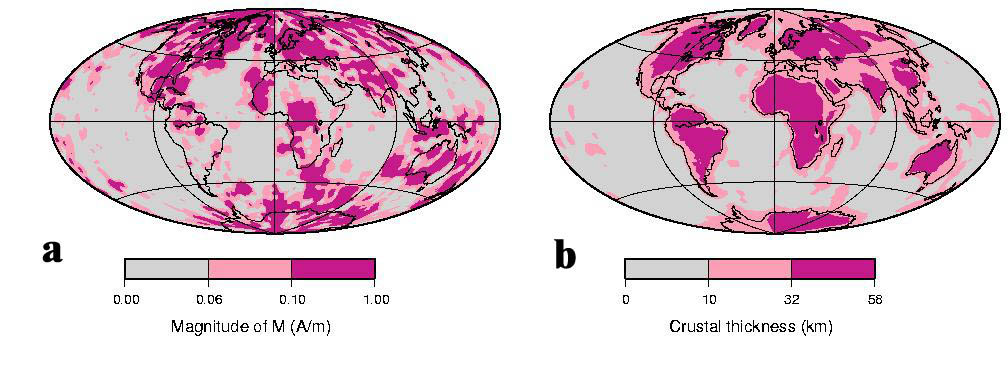 a
0.00 0.06 0.10 1.00
Magnitude of M (A/m)
b
0 10 32 58
Crustal thickness (km)